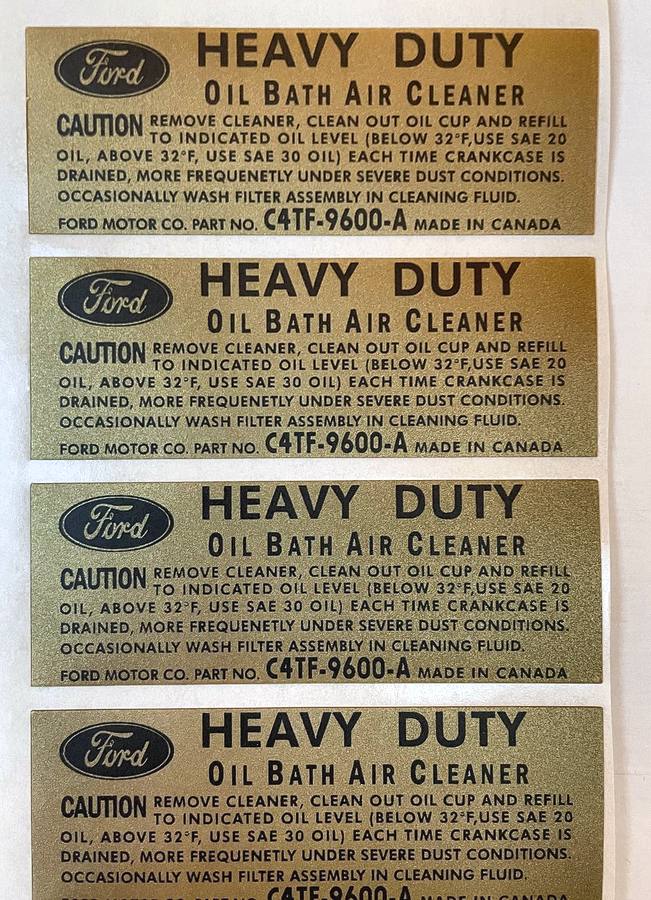 Ford
HEAVY DUTY
OIL BATH AIR CLEANER
CAUTION REMOVE CLEANER, CLEAN OUT OIL CUP AND REFILL
TO INDICATED OIL LEVEL (BELOW 32°F,USE SAE 20
OIL, ABOVE 32°F, USE SAE 30 OIL) EACH TIME CRANKCASE IS
DRAINED, MORE FREQUENETLY UNDER SEVERE DUST CONDITIONS.
OCCASIONALLY WASH FILTER ASSEMBLY IN CLEANING FLUID.
FORD MOTOR CO. PART NO. C4TF-9600-A MADE IN CANADA
Ford
HEAVY DUTY
OIL BATH AIR CLEANER
CAUTION REMOVE CLEANER, CLEAN OUT OIL CUP AND REFILL
TO INDICATED OIL LEVEL (BELOW 32°F,USE SAE 20
OIL, ABOVE 32°F, USE SAE 30 OIL) EACH TIME CRANKCASE IS
DRAINED, MORE FREQUENETLY UNDER SEVERE DUST CONDITIONS.
OCCASIONALLY WASH FILTER ASSEMBLY IN CLEANING FLUID.
FORD MOTOR CO. PART NO. C4TF-9600-A MADE IN CANADA
Ford
HEAVY DUTY
OIL BATH AIR CLEANER
CAUTION REMOVE CLEANER, CLEAN OUT OIL CUP AND REFILL
TO INDICATED OIL LEVEL (BELOW 32°F,USE SAE 20
OIL, ABOVE 32°F, USE SAE 30 OIL) EACH TIME CRANKCASE IS
DRAINED, MORE FREQUENETLY UNDER SEVERE DUST CONDITIONS.
OCCASIONALLY WASH FILTER ASSEMBLY IN CLEANING FLUID.
FORD MOTOR CO. PART NO. C4TF-9600-A MADE IN CANADA
Ford
HEAVY DUTY
OIL BATH AIR CLEANER
CAUTION REMOVE CLEANER, CLEAN OUT OIL CUP AND REFILL
TO INDICATED OIL LEVEL (BELOW 32°F,USE SAE 20
OIL, ABOVE 32°F, USE SAE 30 OIL) EACH TIME CRANKCASE IS
DRAINED, MORE FREQUENETLY UNDER SEVERE DUST CONDITIONS.
OCCASIONALLY WASH FILTER ASSEMBLY IN CLEANING FLUID.
C4TF-9600-A MADE IN CANADA